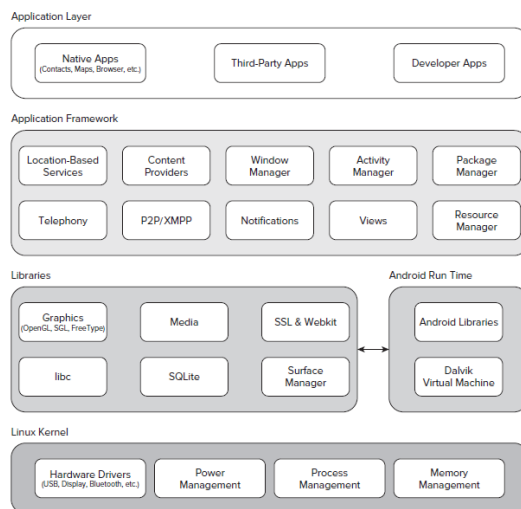 Application Layer
Native Apps
(Contacts, Maps, Browser, etc.)
Third-Party Apps
Developer Apps
Application Framework
Location-Based
Services
Content
Providers
Window
Manager
Activity
Manager
Package
Manager
Telephony
P2P/XMPP
Notifications
Views
Resource
Manager
Libraries
Graphics
(OpenGL, SGL, FreeType)
Media
SSL & Webkit
libc
SQLite
Surface
Manager
Android Run Time
Android Libraries
Dalvik
Virtual Machine
Linux Kernel
Hardware Drivers
(USB, Display, Bluetooth, etc.)
Power
Management
Process
Management
Memory
Management